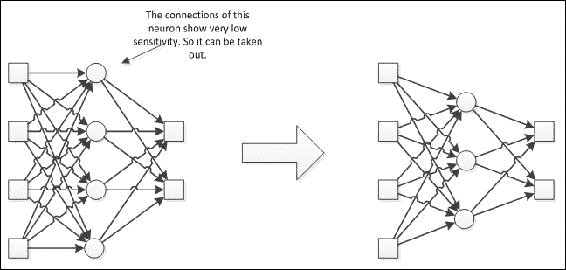 The connections of this
neuron show very low
sensitivity. So it can be taken
out.